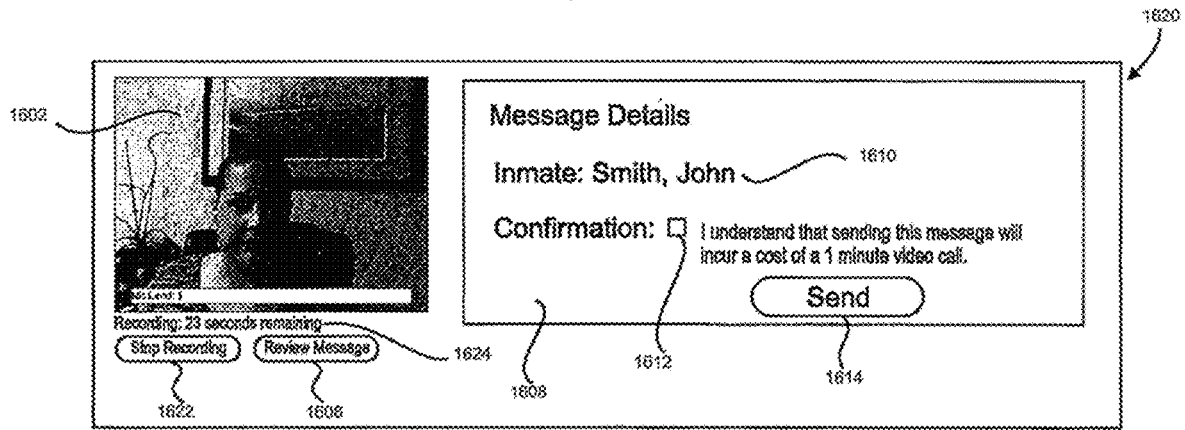 1620
1602
Message Details
Inmate: Smith, John
1610
Confirmation:
I understand that sending this message will
incur a cost of a 1 minute video call.
Send
Recording: 23 seconds remaining
1624
Stop Recording
Review Message
1612
1614
1608
1622
1606